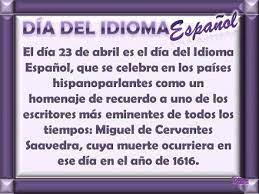 DÍA DEL IDIOMA Español
El día 23 de abril es el día del Idioma
Español, que se celebra en los países
hispanoparlantes como un
homenaje de recuerdo a uno de los
escritores más eminentes de todos los
tiempos: Miguel de Cervantes
Saavedra, cuya muerte ocurriera en
ese día en el año de 1616.